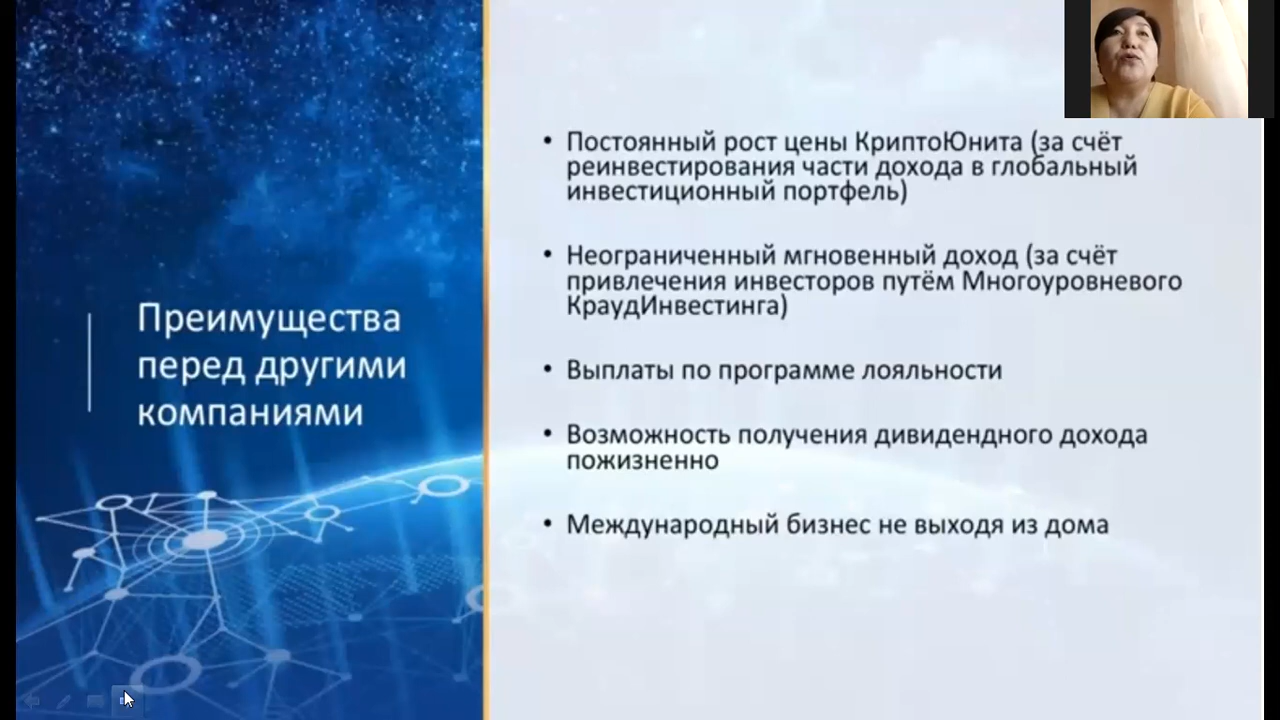 Преимущества
перед другими
компаниями
• Постоянный рост цены КриптоЮнита (за счёт
реинвестирования части дохода в глобальный
инвестиционный портфель)
• Неограниченный мгновенный доход (за счёт
привлечения инвесторов путём Многоуровневого
КраудИнвестинга)
• Выплаты по программе лояльности
• Возможность получения дивидендного дохода
пожизненно
• Международный бизнес не выходя из дома